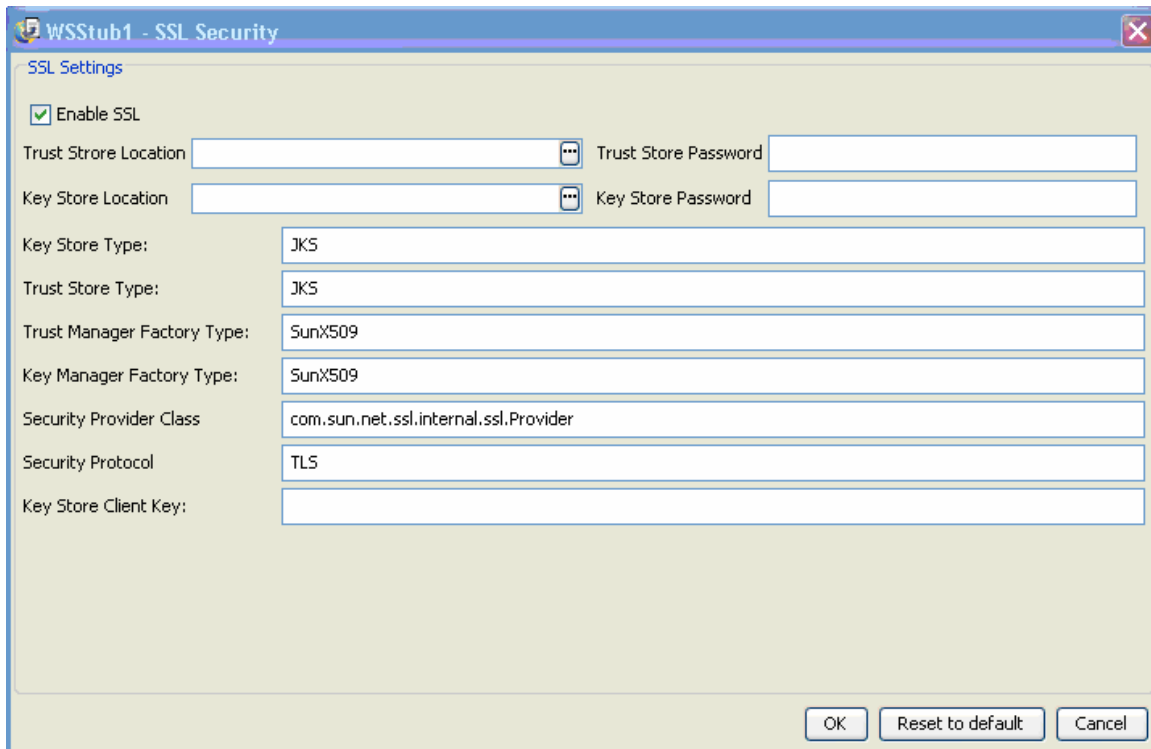 WSStub1 - SSL Security
SSL Settings
Enable SSL
Trust Strore Location
Trust Store Password
Key Store Location
Key Store Password
Key Store Type: JKS
Trust Store Type: JKS
Trust Manager Factory Type: SunX509
Key Manager Factory Type: SunX509
Security Provider Class com.sun.net.ssl.internal.ssl.Provider
Security Protocol TLS
Key Store Client Key:
OK Reset to default Cancel